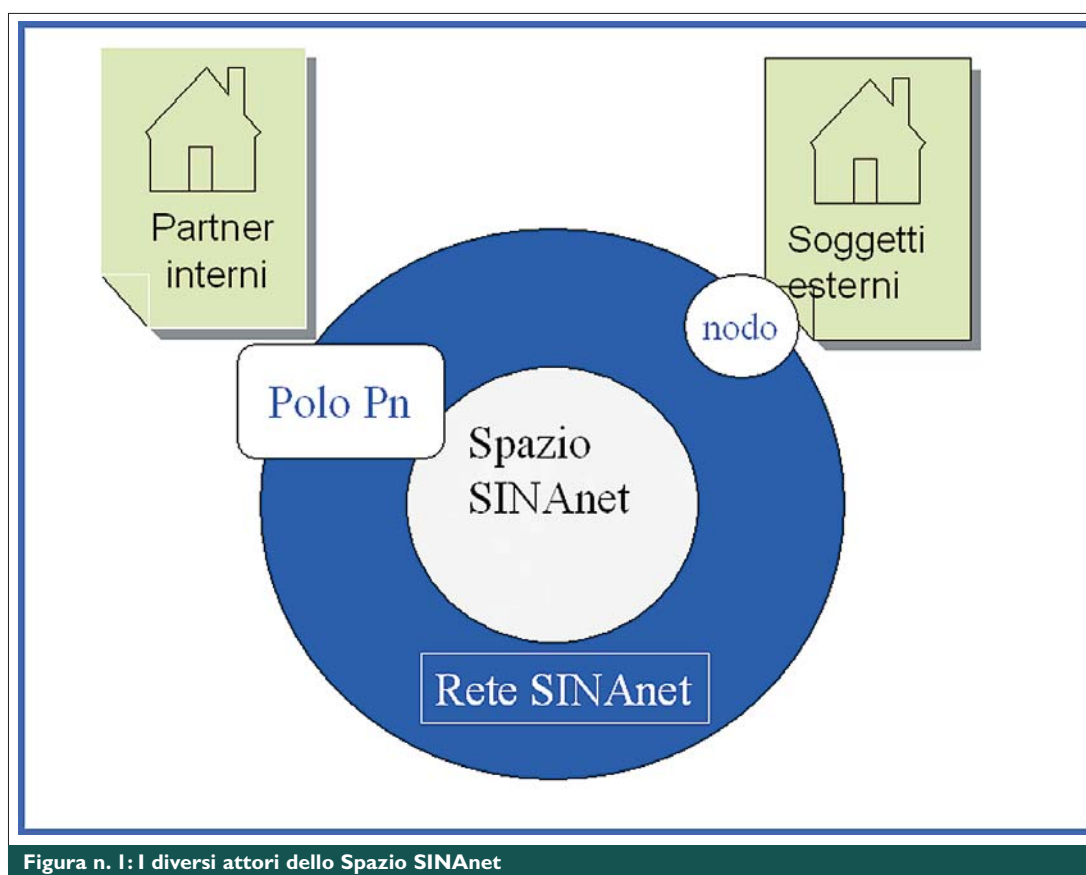 Partner
interni
Soggetti
esterni
nodo
Polo Pn
Spazio
SINAnet
Rete SINAnet
Figura n. 1: I diversi attori dello Spazio SINAnet